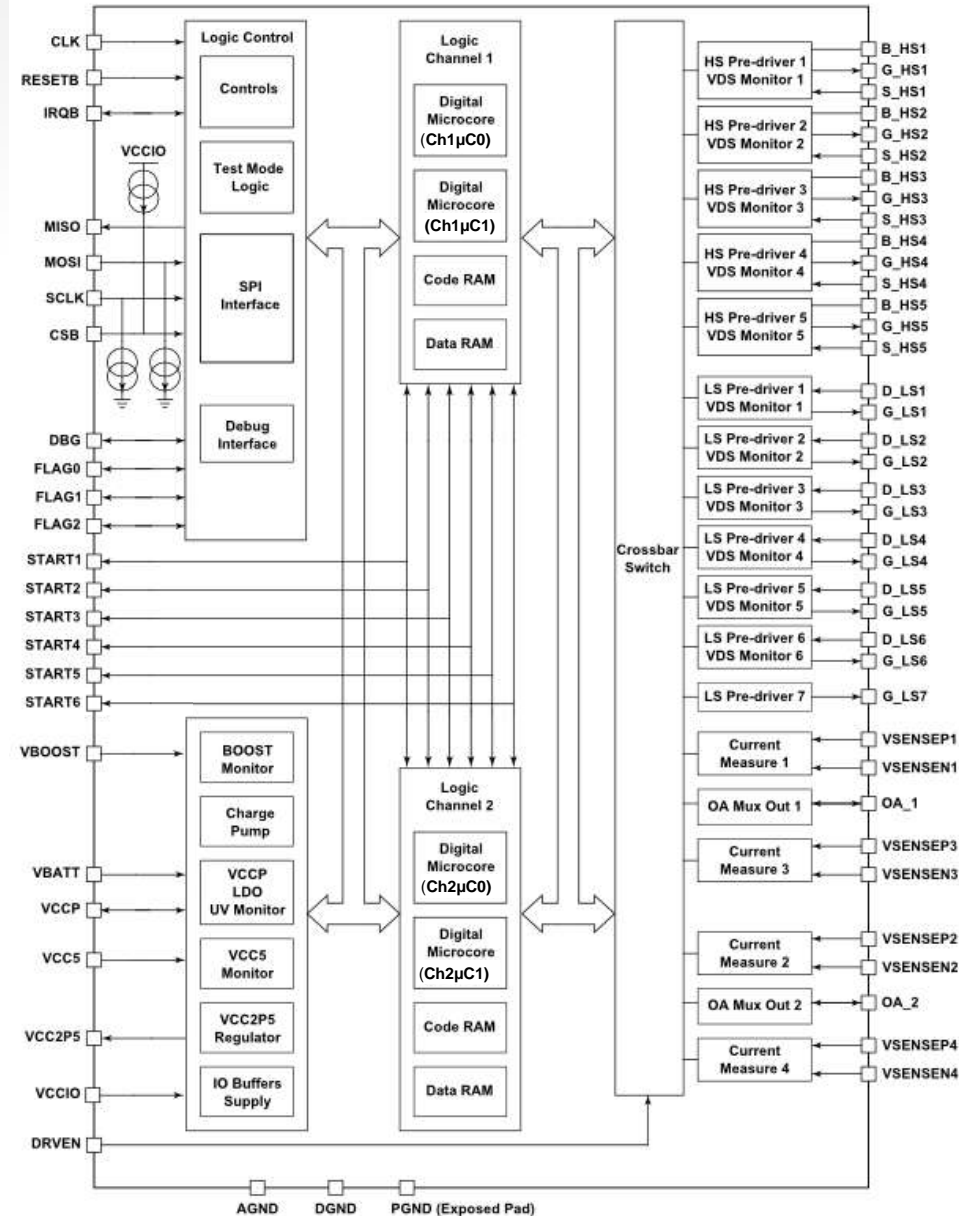 CLK
RESETB
IRQB
VCCIO
MISO
MOSI
SCLK
CSB
DBG
FLAG0
FLAG1
FLAG2
START1
START2
START3
START4
START5
START6
VBOOST
VBATT
VCCP
VCC5
VCC2P5
VCCIO
DRVEN
Logic Control
Controls
Test Mode
Logic
SPI
Interface
Debug
Interface
BOOST
Monitor
Charge
Pump
VCCP
LDO
UV Monitor
VCC5
Monitor
VCC2P5
Regulator
IO Buffers
Supply
Logic
Channel 1
Digital
Microcore
(Ch1µC0)
Digital
Microcore
(Ch1µC1)
Code RAM
Data RAM
Logic
Channel 2
Digital
Microcore
(Ch2µC0)
Digital
Microcore
(Ch2µC1)
Code RAM
Data RAM
Crossbar
Switch
HS Pre-driver 1
VDS Monitor 1
HS Pre-driver 2
VDS Monitor 2
HS Pre-driver 3
VDS Monitor 3
HS Pre-driver 4
VDS Monitor 4
HS Pre-driver 5
VDS Monitor 5
LS Pre-driver 1
VDS Monitor 1
LS Pre-driver 2
VDS Monitor 2
LS Pre-driver 3
VDS Monitor 3
LS Pre-driver 4
VDS Monitor 4
LS Pre-driver 5
VDS Monitor 5
LS Pre-driver 6
VDS Monitor 6
LS Pre-driver 7
Current
Measure 1
OA Mux Out 1
Current
Measure 3
Current
Measure 2
OA Mux Out 2
Current
Measure 4
B_HS1
G_HS1
S_HS1
B_HS2
G_HS2
S_HS2
B_HS3
G_HS3
S_HS3
B_HS4
G_HS4
S_HS4
B_HS5
G_HS5
S_HS5
D_LS1
G_LS1
D_LS2
G_LS2
D_LS3
G_LS3
D_LS4
G_LS4
D_LS5
G_LS5
D_LS6
G_LS6
G_LS7
VSENSEP1
VSENSEN1
OA_1
VSENSEP3
VSENSEN3
VSENSEP2
VSENSEN2
OA_2
VSENSEP4
VSENSEN4
AGND
DGND
PGND (Exposed Pad)